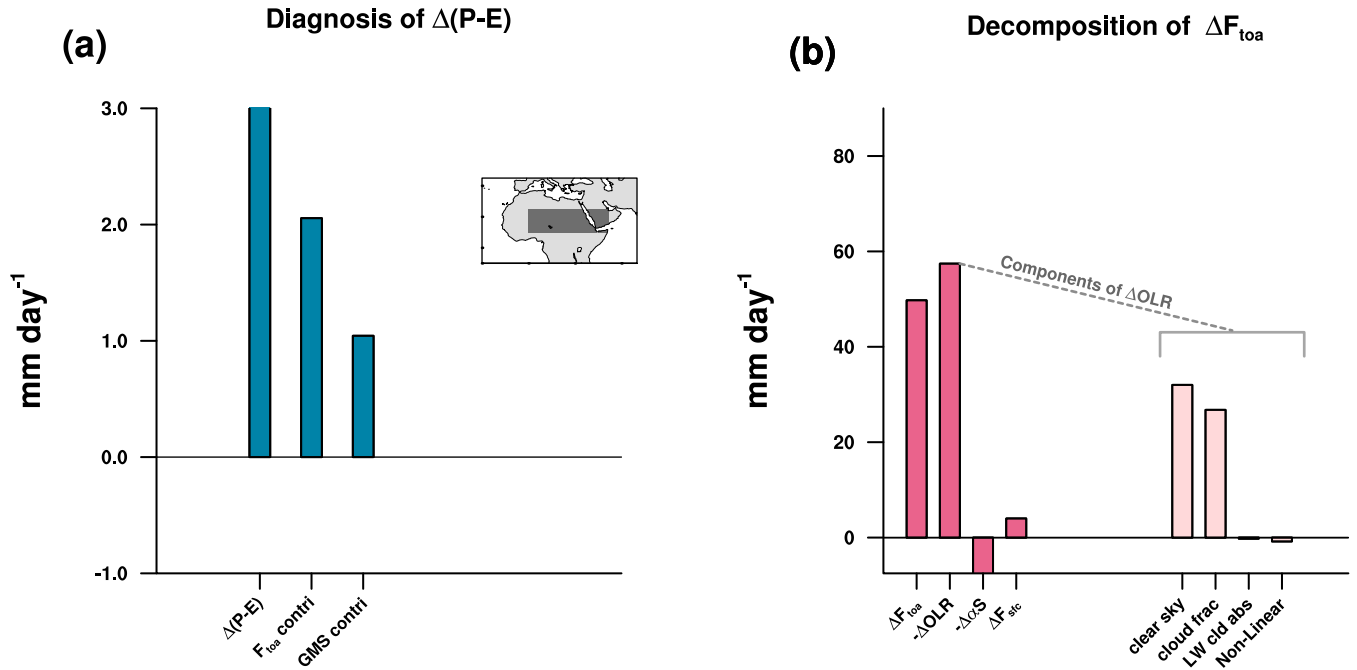 Diagnosis of Δ(P-E)
(a)
mm day-1
3.0
2.0
1.0
0.0
-1.0
Δ(P-E)
Ftoa contri
GMS contri
Decomposition of ΔFtoa
(b)
mm day-1
80
60
40
20
0
Components of ΔOLR
ΔFtoa
-ΔOLR
-ΔαS
ΔFsfc
clear sky
cloud frac
LW cld abs
Non-Linear